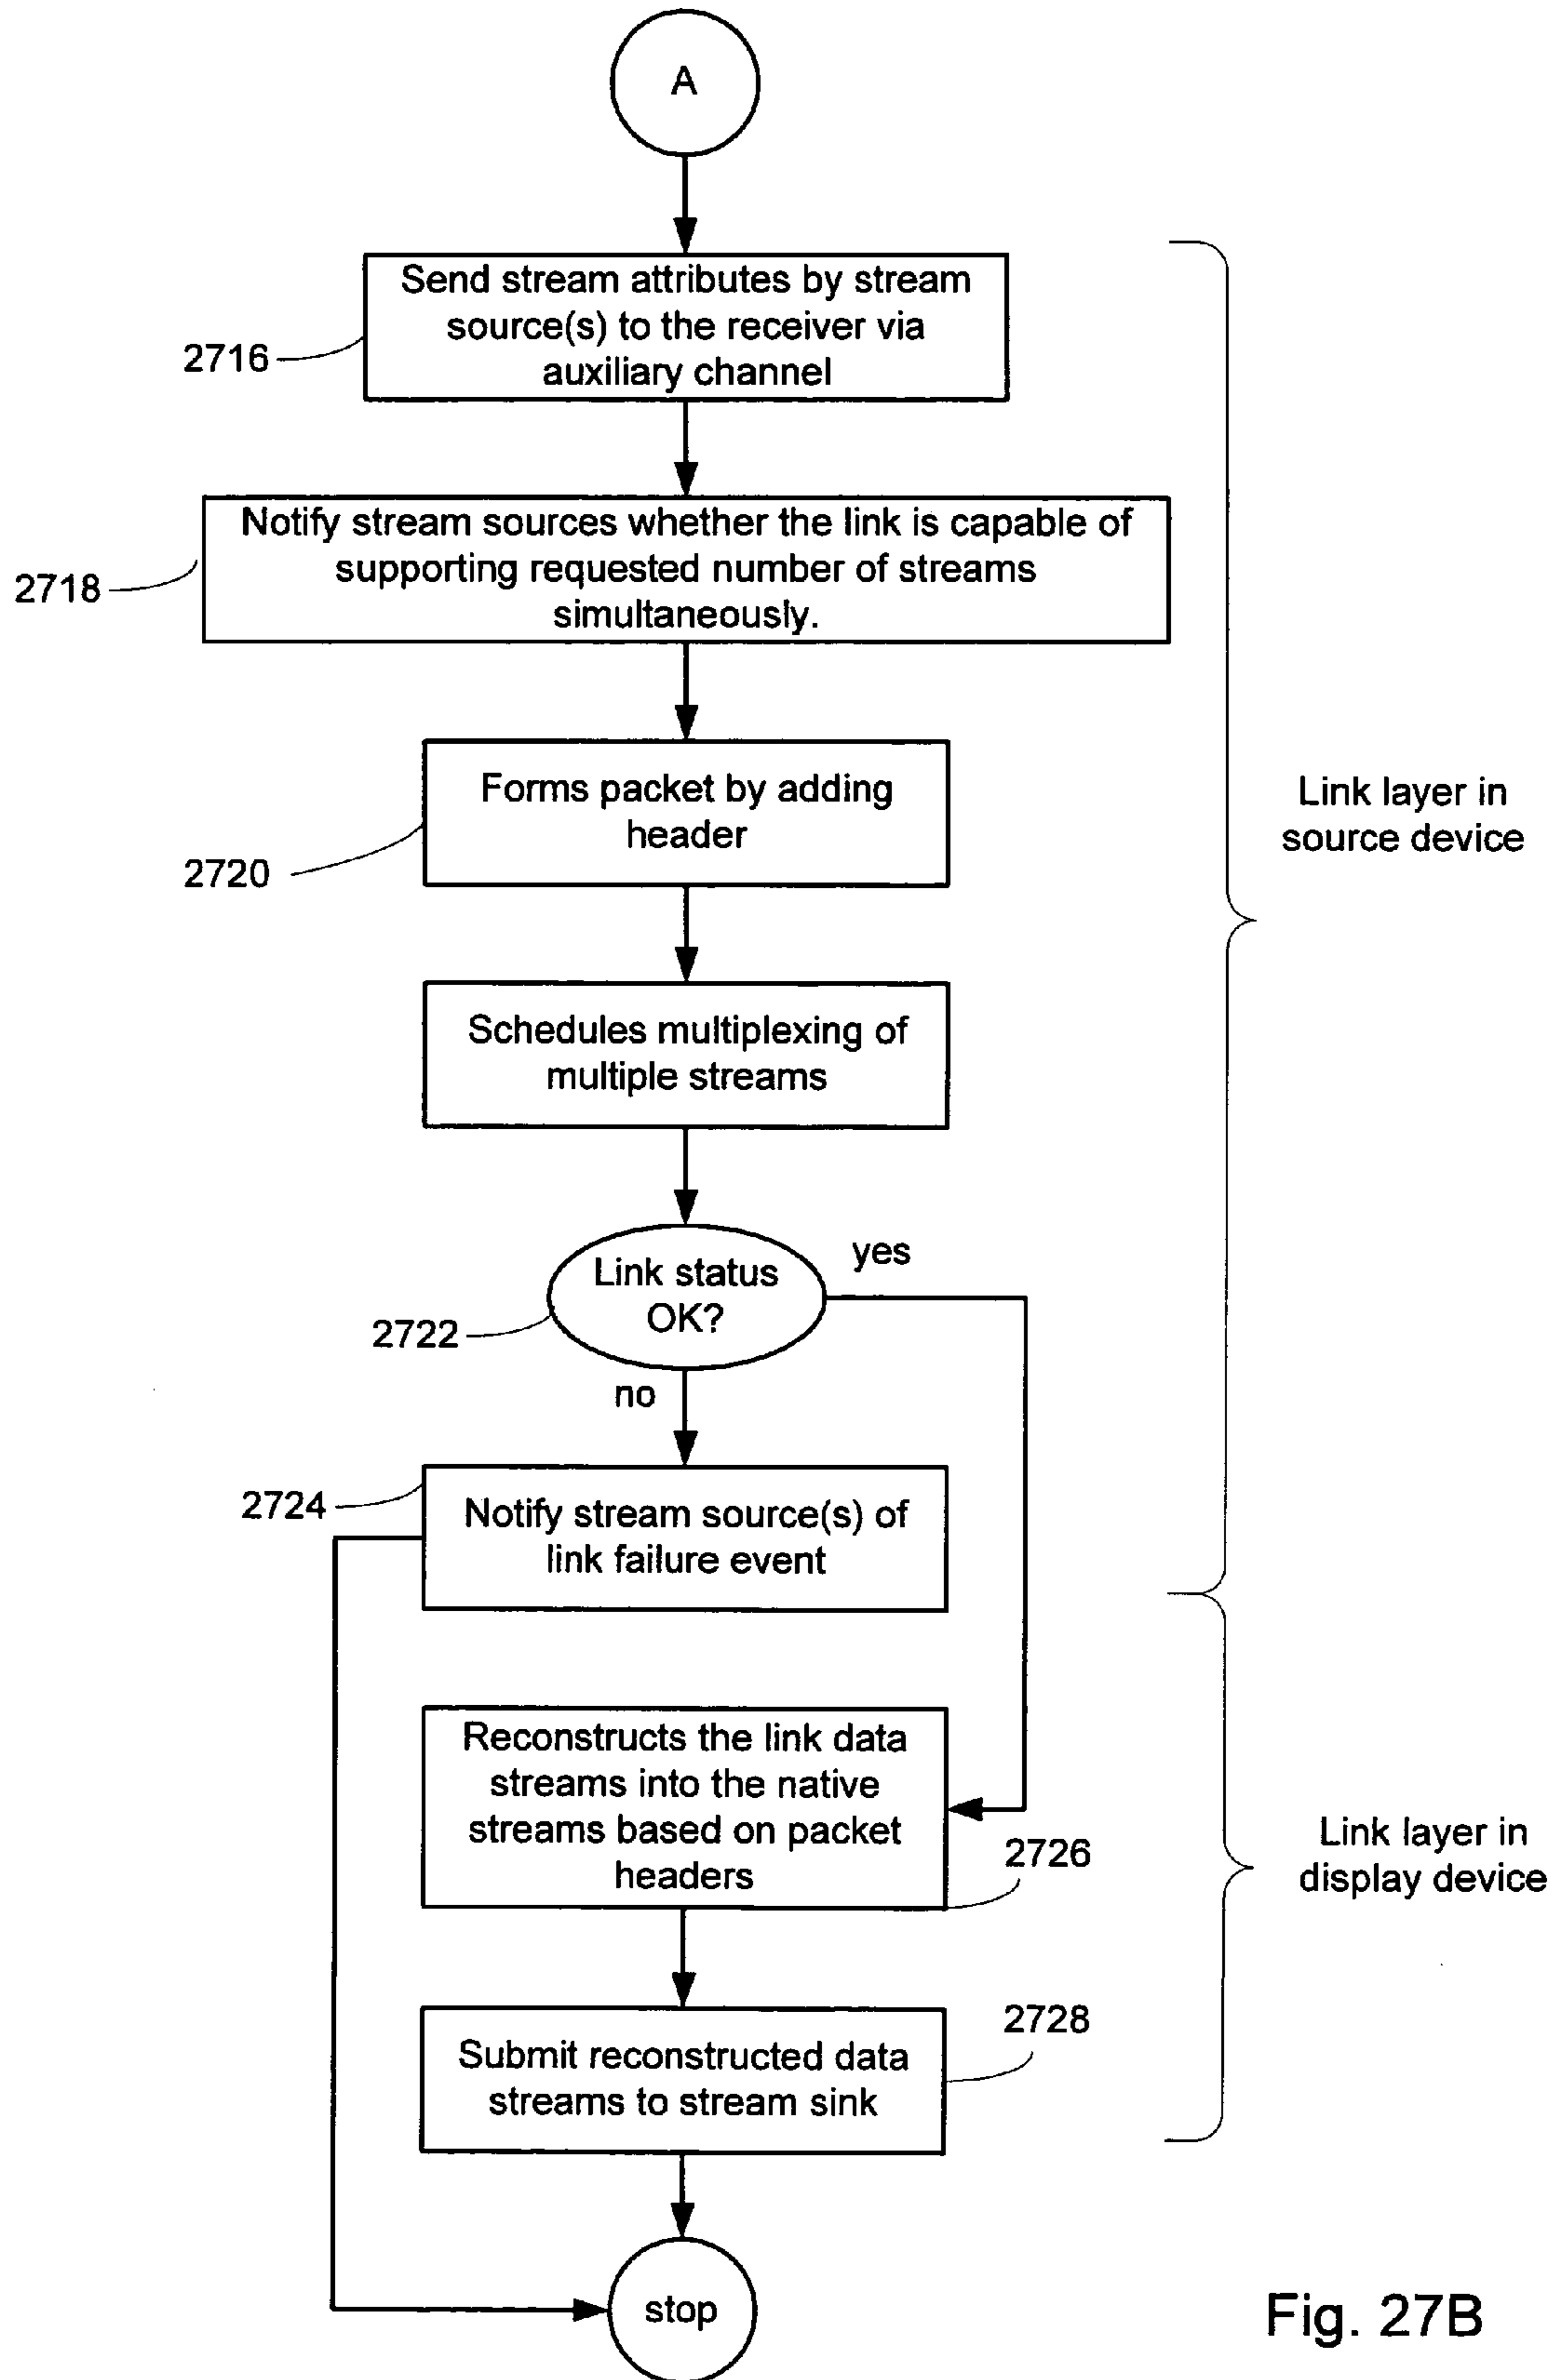 A
Send stream attributes by stream
source(s) to the receiver via
auxiliary channel
2716
Notify stream sources whether the link is capable of
supporting requested number of streams
simultaneously.
2718
Forms packet by adding
header
2720
Link layer in
source device
Schedules multiplexing of
multiple streams
Link status
OK?
yes
2722
no
2724
Notify stream source(s) of
link failure event
Reconstructs the link data
streams into the native
streams based on packet
headers
2726
Link layer in
display device
2728
Submit reconstructed data
streams to stream sink
stop
Fig. 27B